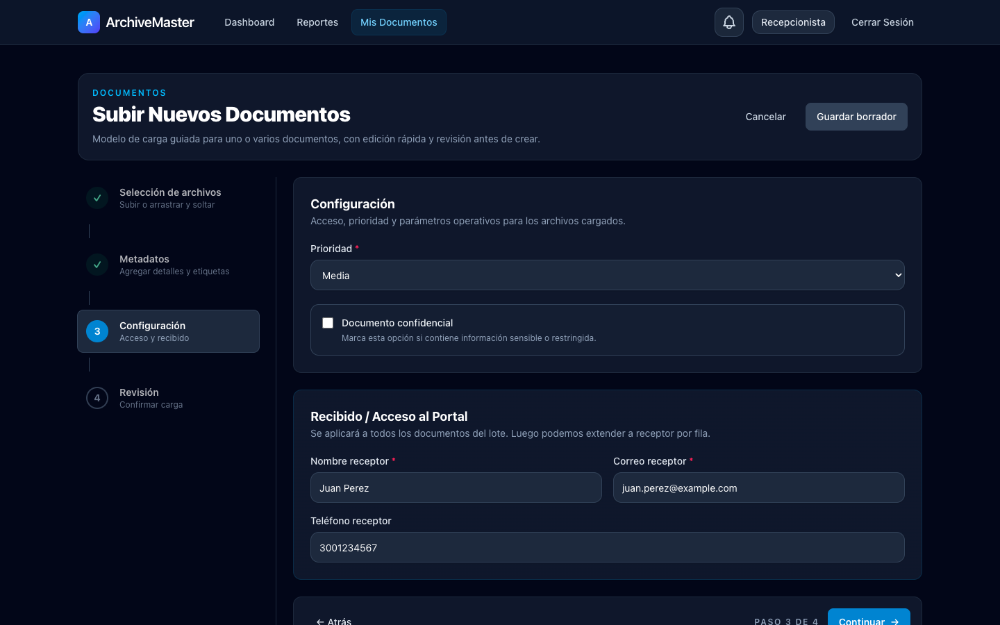 A ArchiveMaster Dashboard Reportes Mis Documentos Recepcionista Cerrar Sesión
DOCUMENTOS
Subir Nuevos Documentos
Modelo de carga guiada para uno o varios documentos, con edición rápida y revisión antes de crear.
Cancelar Guardar borrador
Selección de archivos
Subir o arrastrar y soltar
Metadatos
Agregar detalles y etiquetas
3 Configuración
Acceso y recibido
4 Revisión
Confirmar carga
Configuración
Acceso, prioridad y parámetros operativos para los archivos cargados.
Prioridad *
Media
Documento confidencial
Marca esta opción si contiene información sensible o restringida.
Recibido / Acceso al Portal
Se aplicará a todos los documentos del lote. Luego podemos extender a receptor por fila.
Nombre receptor * Correo receptor *
Juan Perez juan.perez@example.com
Teléfono receptor
3001234567
← Atrás PASO 3 DE 4 Continuar →